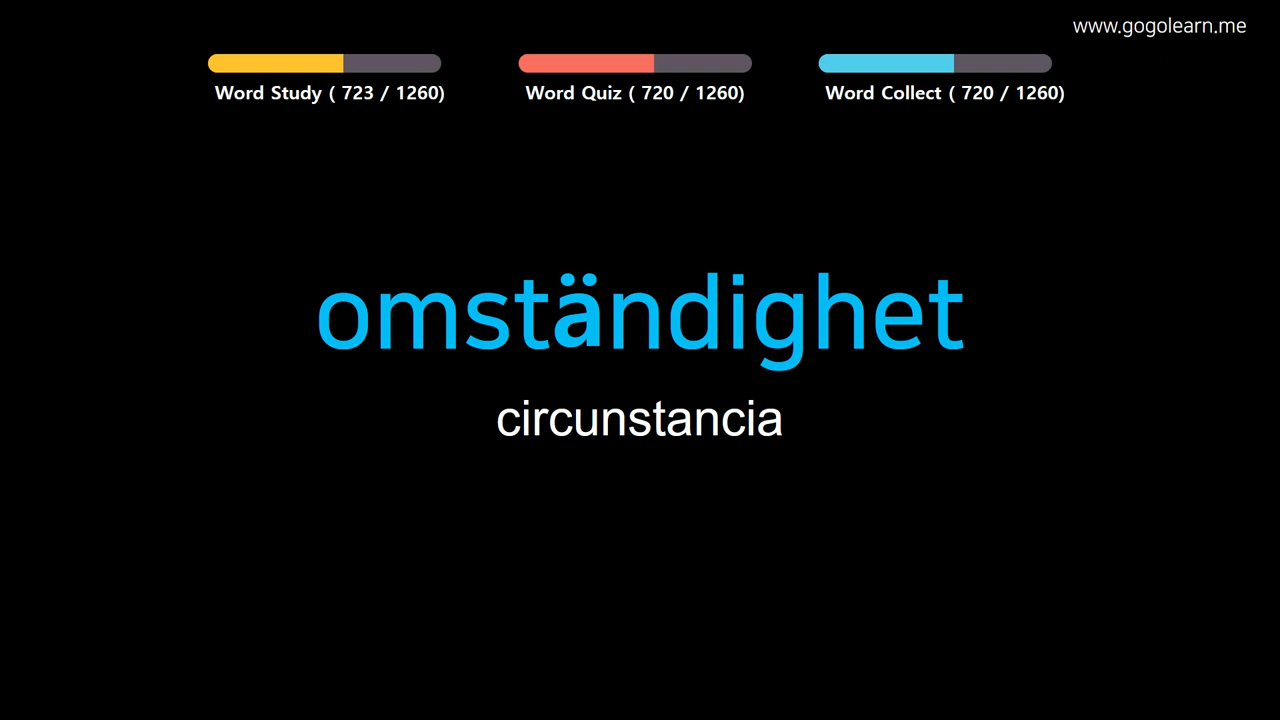 www.gogolearn.me
Word Study ( 723 / 1260)
Word Quiz ( 720 / 1260)
Word Collect ( 720 / 1260)
omständighet
circunstancia